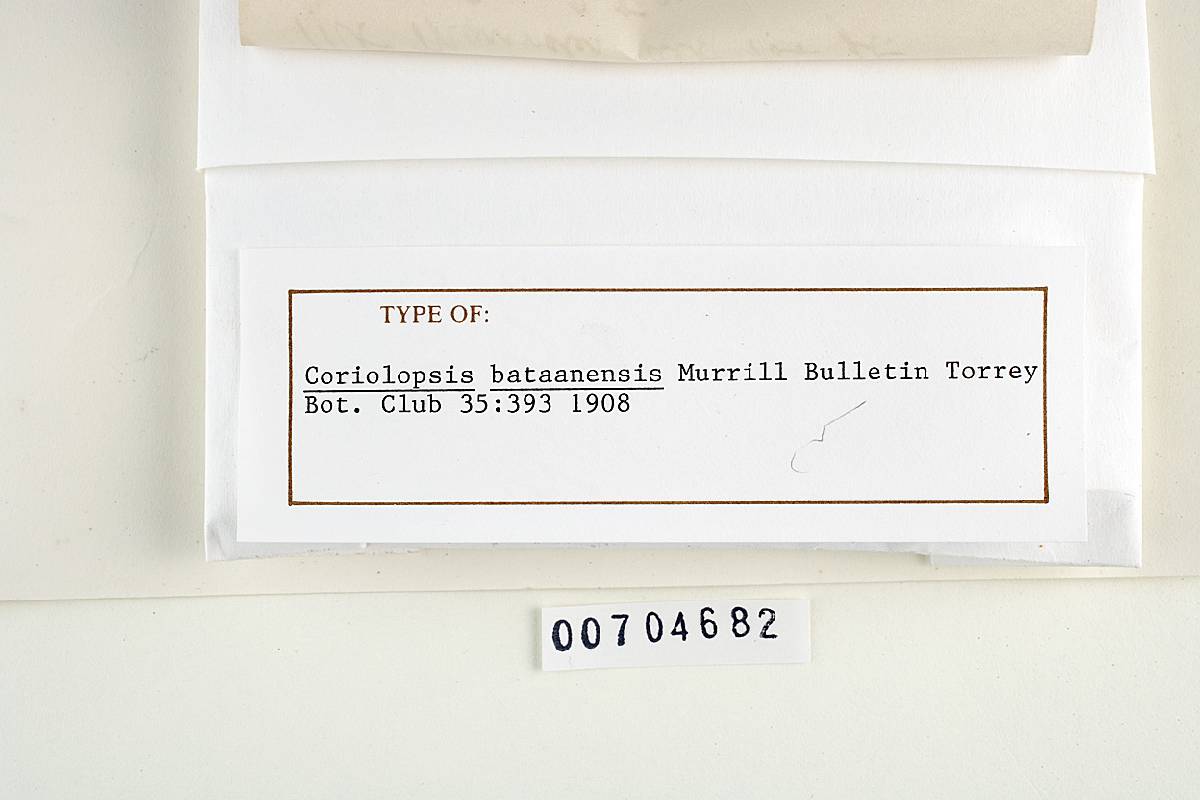 TYPE OF:
Coriolopsis bataanensis Murrill Bulletin Torrey
Bot. Club 35:393 1908
00704682